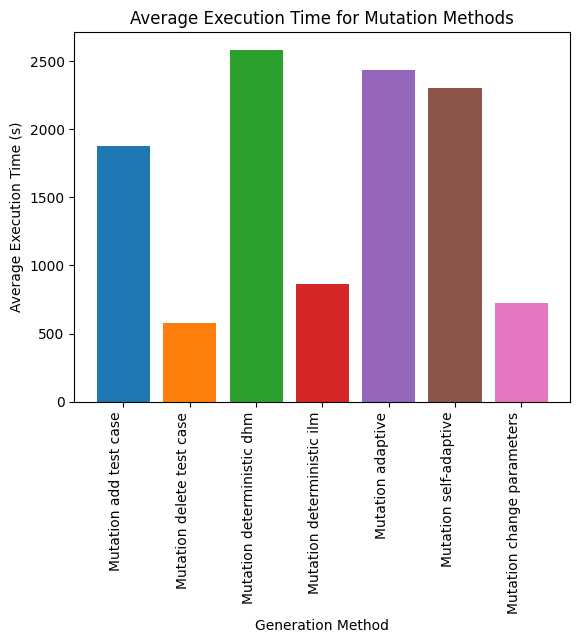 Average Execution Time for Mutation Methods
Average Execution Time (s)
2500
2000
1500
1000
500
0
Mutation add test case
Mutation delete test case
Mutation deterministic dhm
Mutation deterministic ilm
Mutation adaptive
Mutation self-adaptive
Mutation change parameters
Generation Method